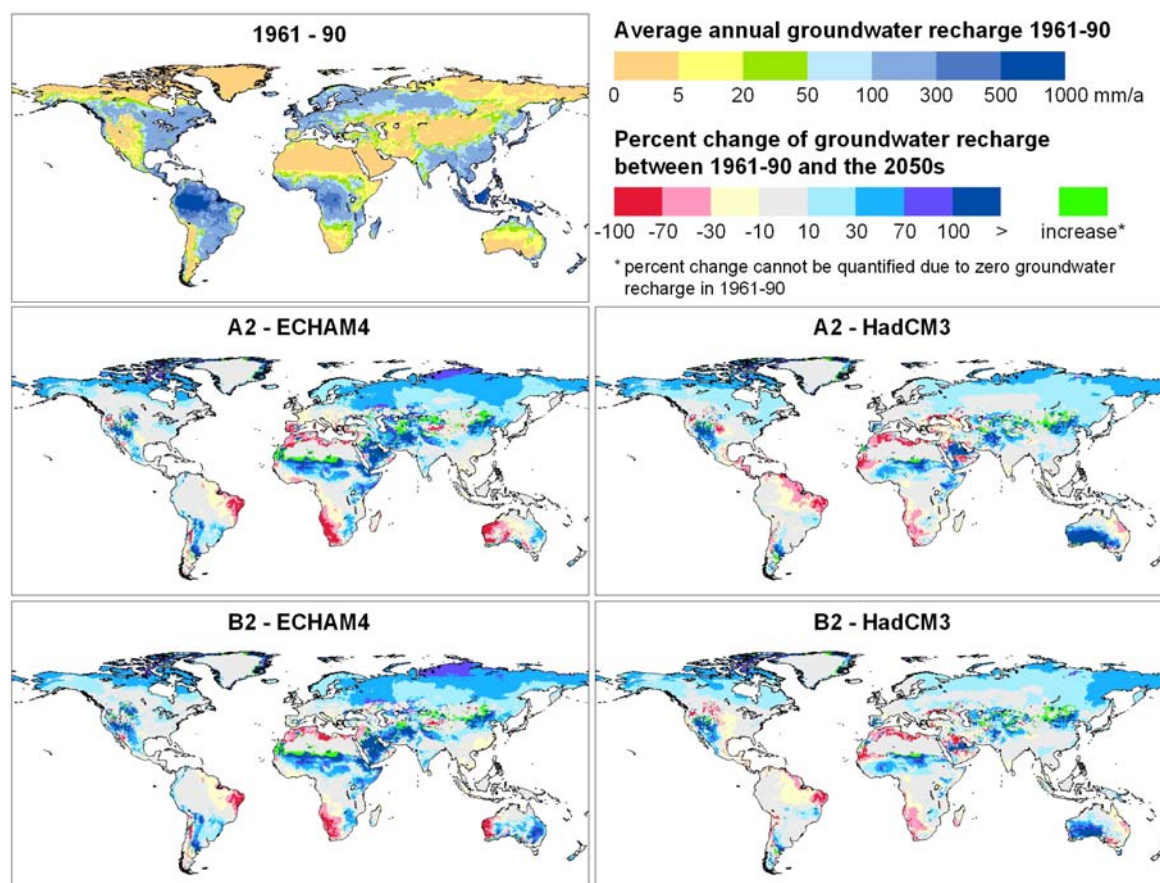 1961 - 90
Average annual groundwater recharge 1961-90
0 5 20 50 100 300 500 1000 mm/a
Percent change of groundwater recharge
between 1961-90 and the 2050s
-100 -70 -30 -10 10 30 70 100 > increase*
* percent change cannot be quantified due to zero groundwater
recharge in 1961-90
A2 - ECHAM4
A2 - HadCM3
B2 - ECHAM4
B2 - HadCM3